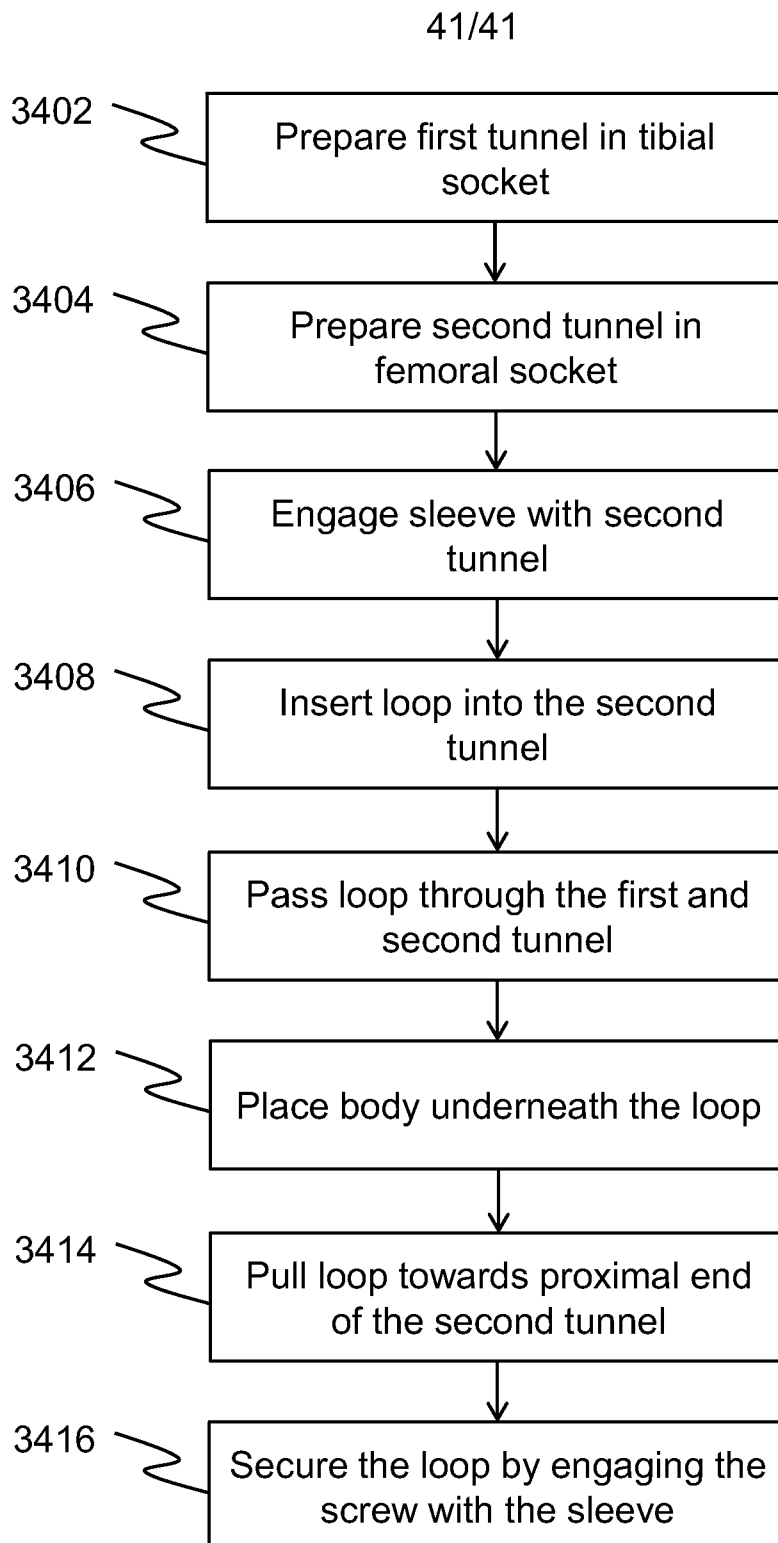 41/41
3402
Prepare first tunnel in tibial
socket
3404
Prepare second tunnel in
femoral socket
3406
Engage sleeve with second
tunnel
3408
Insert loop into the second
tunnel
3410
Pass loop through the first and
second tunnel
3412
Place body underneath the loop
3414
Pull loop towards proximal end
of the second tunnel
3416
Secure the loop by engaging the
screw with the sleeve